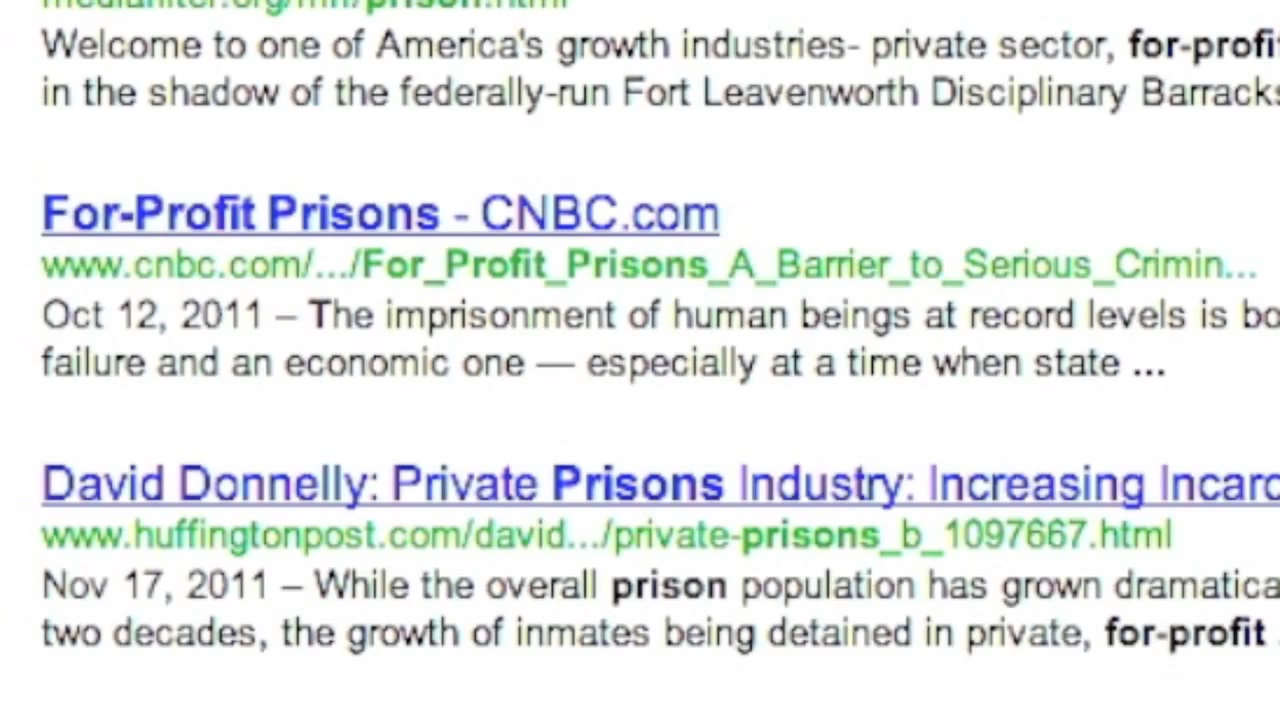 Welcome to one of America's growth industries- private sector, for-profit
in the shadow of the federally-run Fort Leavenworth Disciplinary Barracks
For-Profit Prisons - CNBC.com
www.cnbc.com/.../For_Profit_Prisons_A_Barrier_to_Serious_Crimin...
Oct 12, 2011 – The imprisonment of human beings at record levels is bo
failure and an economic one — especially at a time when state ...
David Donnelly: Private Prisons Industry: Increasing Incarc
www.huffingtonpost.com/david.../private-prisons_b_1097667.html
Nov 17, 2011 – While the overall prison population has grown dramatica
two decades, the growth of inmates being detained in private, for-profit